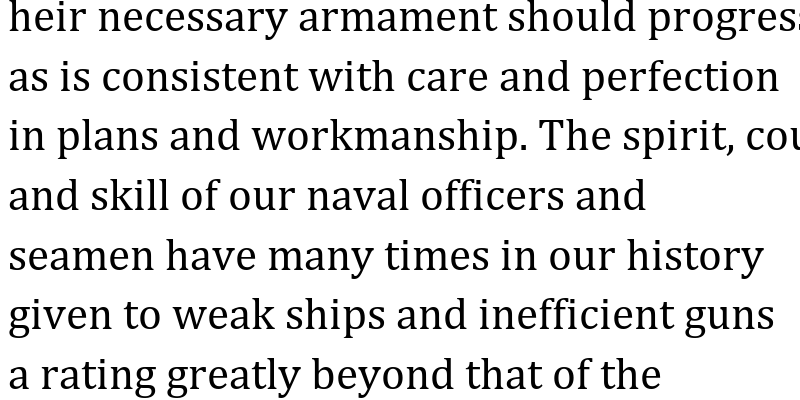 heir necessary armament should progress
as is consistent with care and perfection
in plans and workmanship. The spirit,
and skill of our naval officers and
seamen have many times in our history
given to weak ships and inefficient guns
a rating greatly beyond that of the